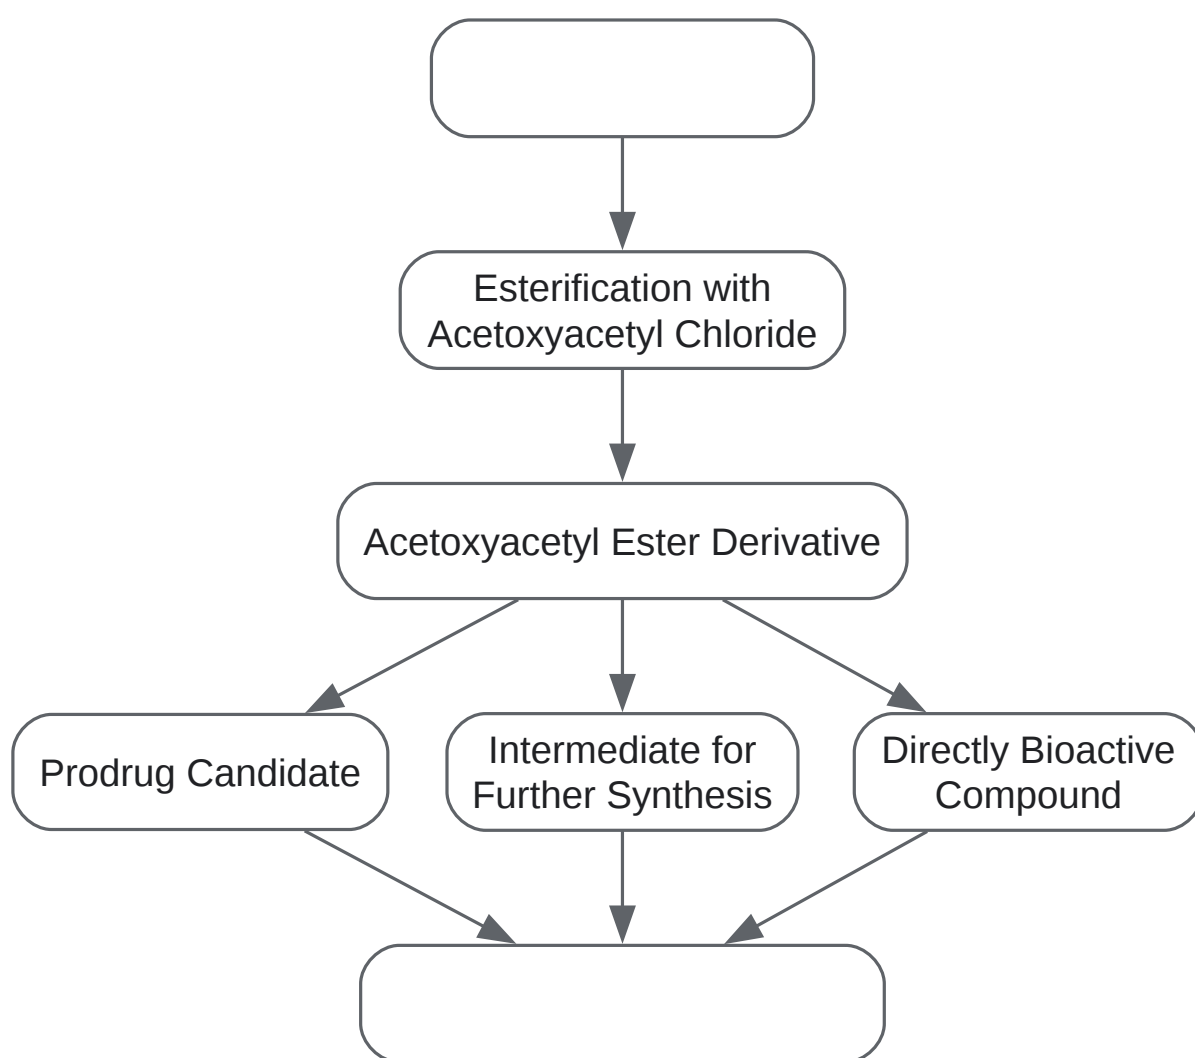 Esterification with
Acetoxyacetyl Chloride
Acetoxyacetyl Ester Derivative
Prodrug Candidate
Intermediate for
Further Synthesis
Directly Bioactive
Compound